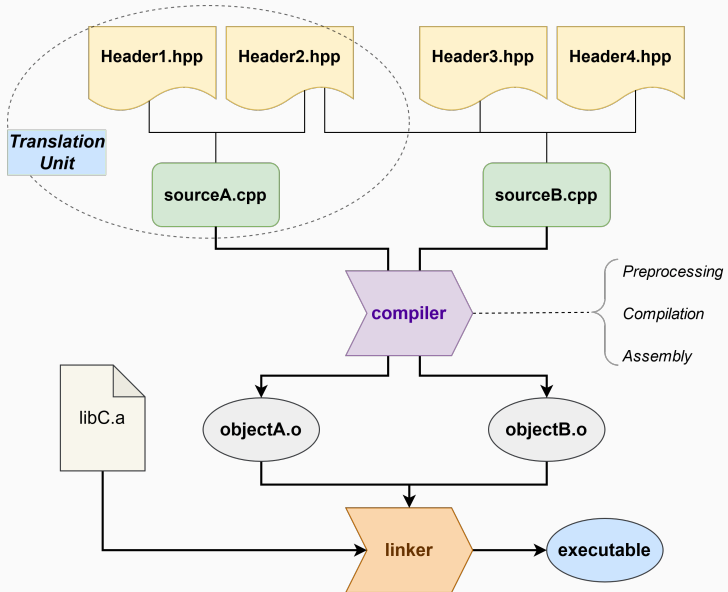 Header1.hpp
Header2.hpp
Header3.hpp
Header4.hpp
Translation
Unit
sourceA.cpp
sourceB.cpp
compiler
Preprocessing
Compilation
Assembly
libC.a
objectA.o
objectB.o
linker
executable